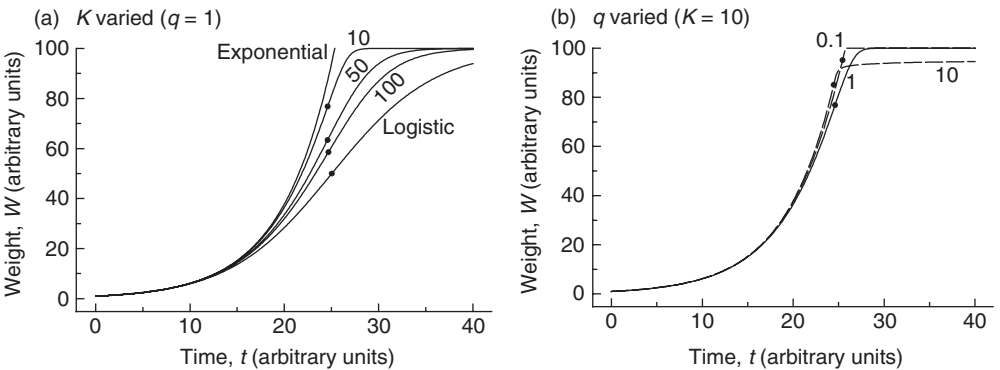 (a) K varied (q = 1)
Weight, W (arbitrary units)
100
80
60
40
20
0
Exponential
10
50
100
Logistic
0 10 20 30 40
Time, t (arbitrary units)
(b) q varied (K = 10)
Weight, W (arbitrary units)
100
80
60
40
20
0
0.1
1
10
0 10 20 30 40
Time, t (arbitrary units)